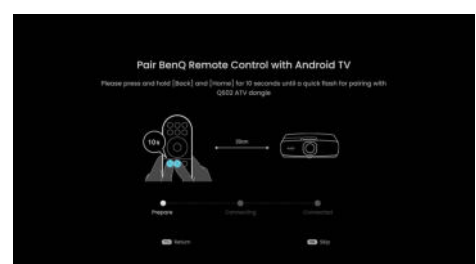 Pair BenQ Remote Control with Android TV
Please press and hold [Back] and [Home] for 10 seconds until a quick flash for pairing with
QS02 ATV dongle
10s
Prepare
Connecting
Connected
Return
Skip